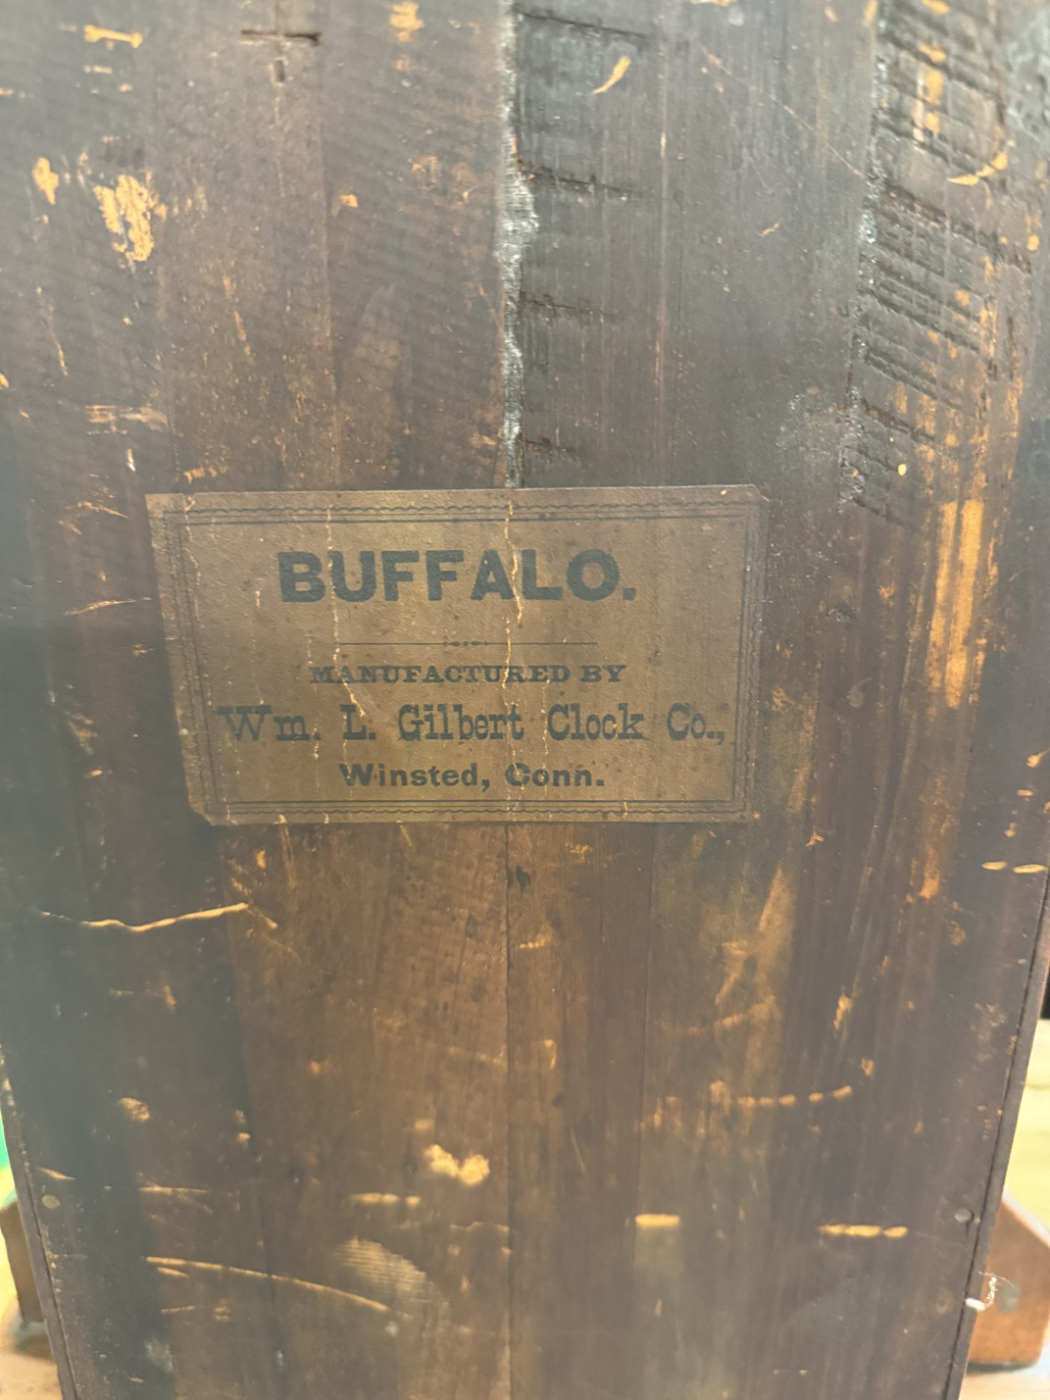 BUFFALO.
MANUFACTURED BY
Wm. L. Gilbert Clock Co.,
Winsted, Conn.